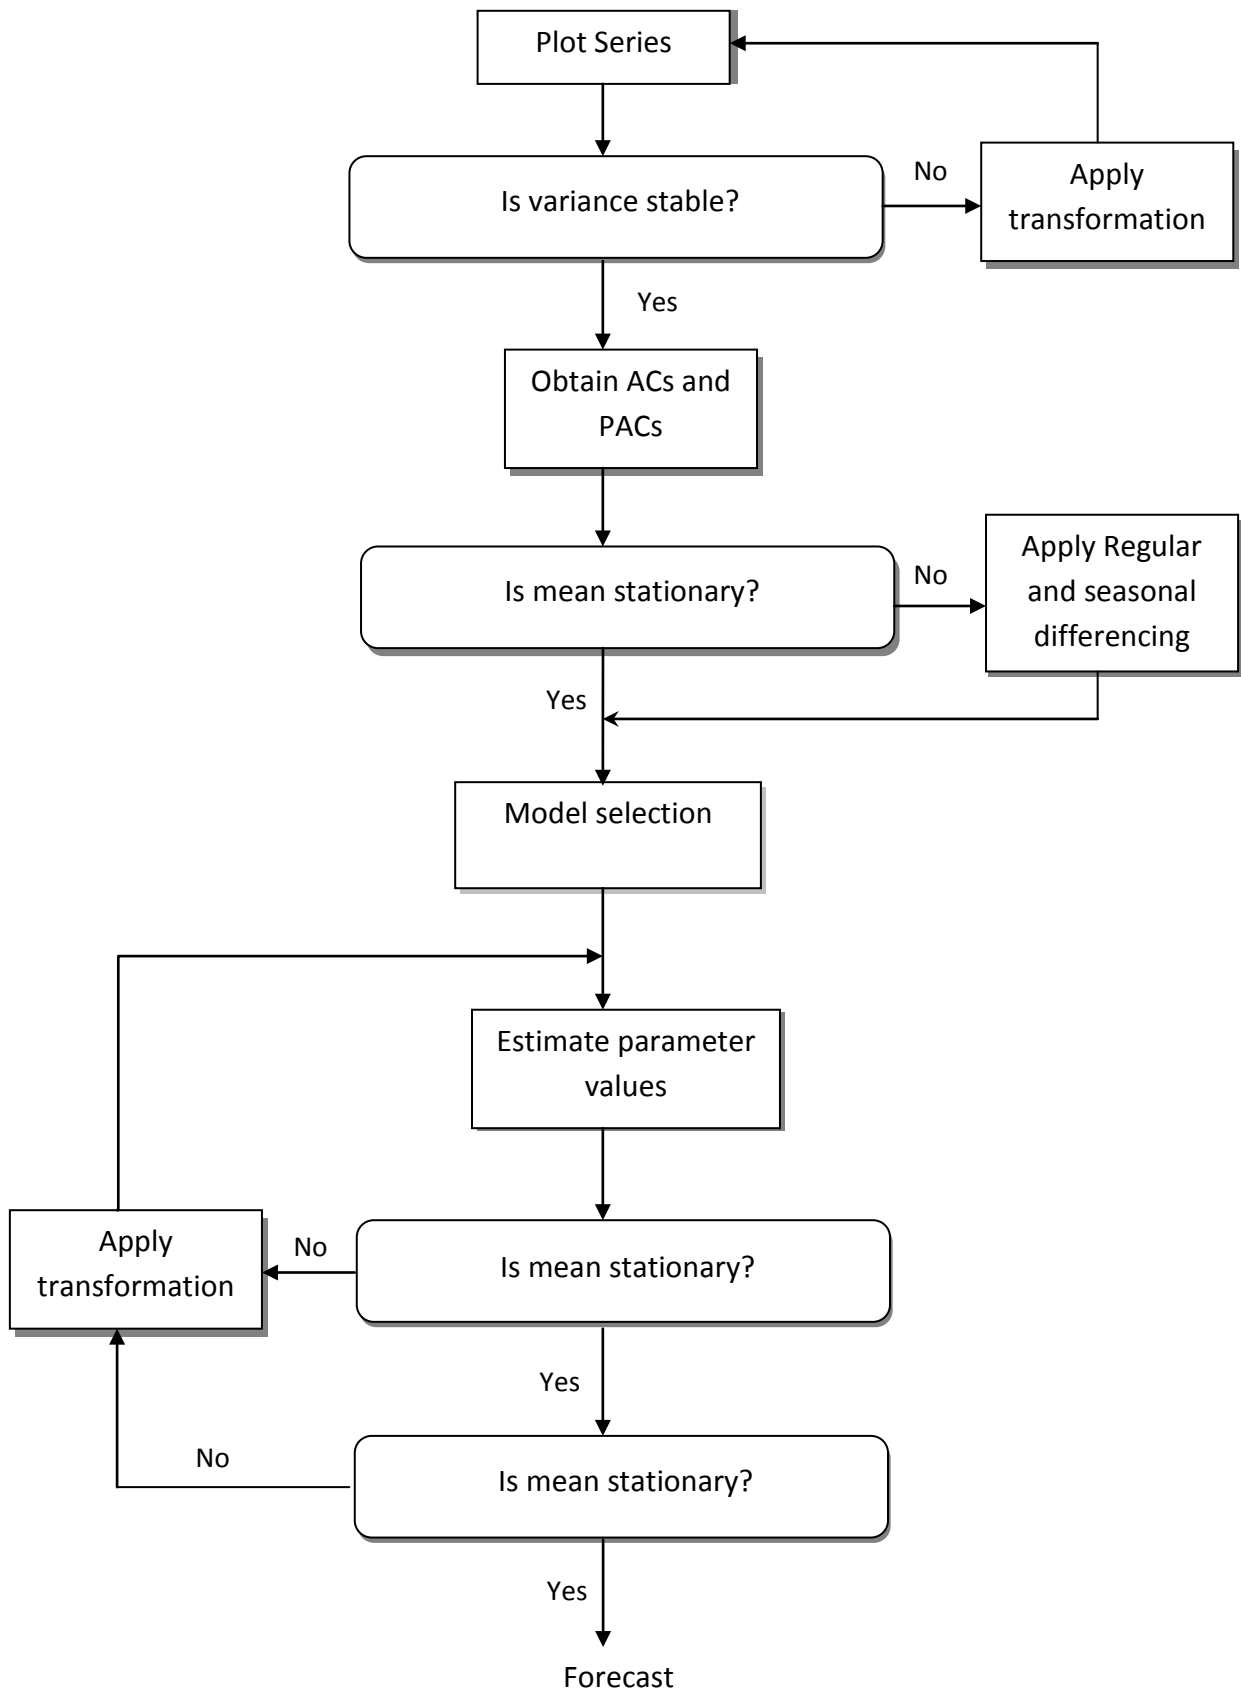 Plot Series
Is variance stable?
No
Apply
transformation
Yes
Obtain ACs and
PACs
Is mean stationary?
No
Apply Regular
and seasonal
differencing
Yes
Model selection
Estimate parameter
values
Apply
transformation
No
Is mean stationary?
Yes
No
Is mean stationary?
Yes
Forecast